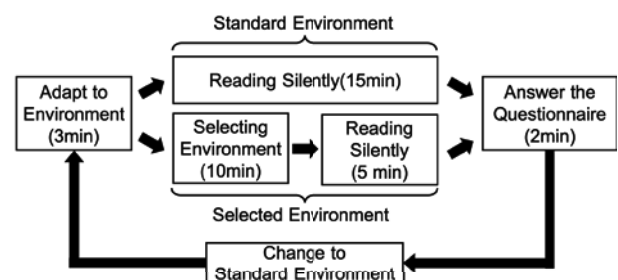 Standard Environment
Adapt to
Environment
(3min)
Reading Silently(15min)
Selecting
Environment
(10min)
Reading
Silently
(5 min)
Answer the
Questionnaire
(2min)
Selected Environment
Change to
Standard Environment